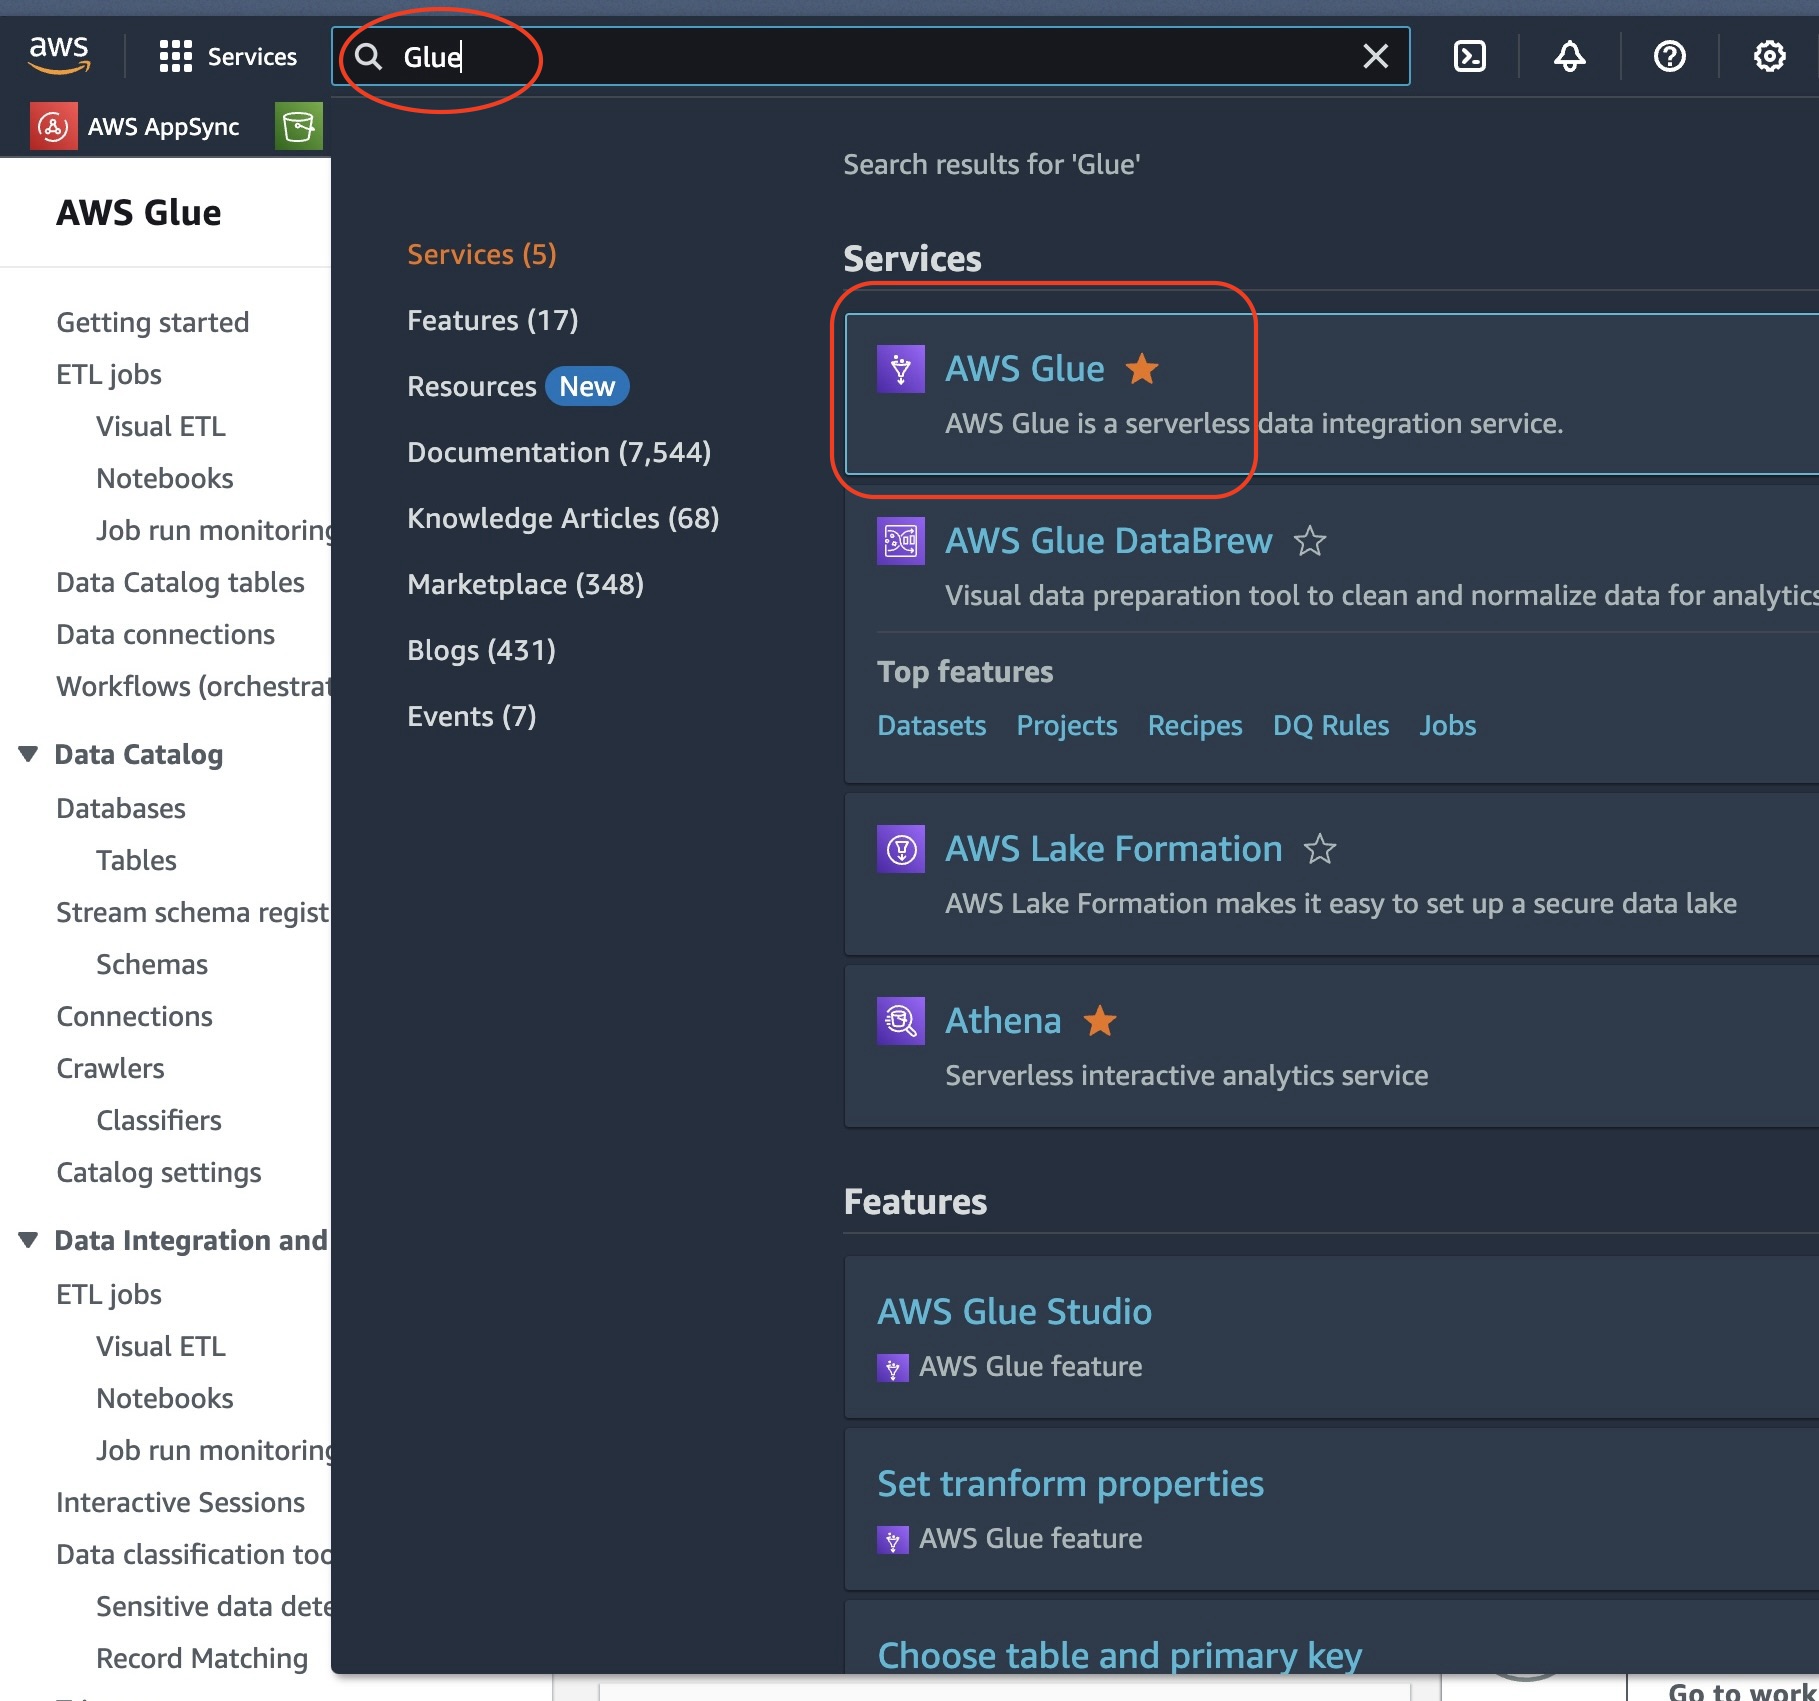 aws
Services
Glue
AWS AppSync
AWS Glue
Getting started
ETL jobs
Visual ETL
Notebooks
Job run monitoring
Data Catalog tables
Data connections
Workflows (orchestrat
Data Catalog
Databases
Tables
Stream schema regist
Schemas
Connections
Crawlers
Classifiers
Catalog settings
Data Integration and
ETL jobs
Visual ETL
Notebooks
Job run monitoring
Interactive Sessions
Data classification too
Sensitive data dete
Record Matching
Services (5)
Features (17)
Resources New
Documentation (7,544)
Knowledge Articles (68)
Marketplace (348)
Blogs (431)
Events (7)
Search results for 'Glue'
Services
AWS Glue
AWS Glue is a serverless data integration service.
AWS Glue DataBrew
Visual data preparation tool to clean and normalize data for analytics
Top features
Datasets Projects Recipes DQ Rules Jobs
AWS Lake Formation
AWS Lake Formation makes it easy to set up a secure data lake
Athena
Serverless interactive analytics service
Features
AWS Glue Studio
AWS Glue feature
Set tranform properties
AWS Glue feature
Choose table and primary key
Go to work